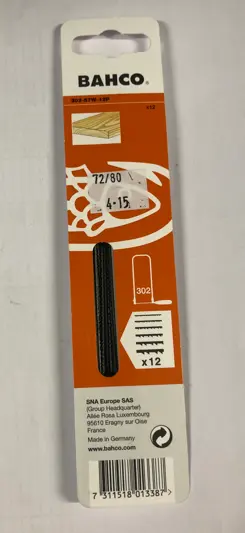 BAHCO®
302-57W-12P
x12
72/80
4-15
302
x12
SNA Europe SAS
(Group Headquarter)
Allée Rosa Luxembourg
95610 Eragny sur Oise
France
Made in Germany
www.bahco.com
7 311518 013387 >